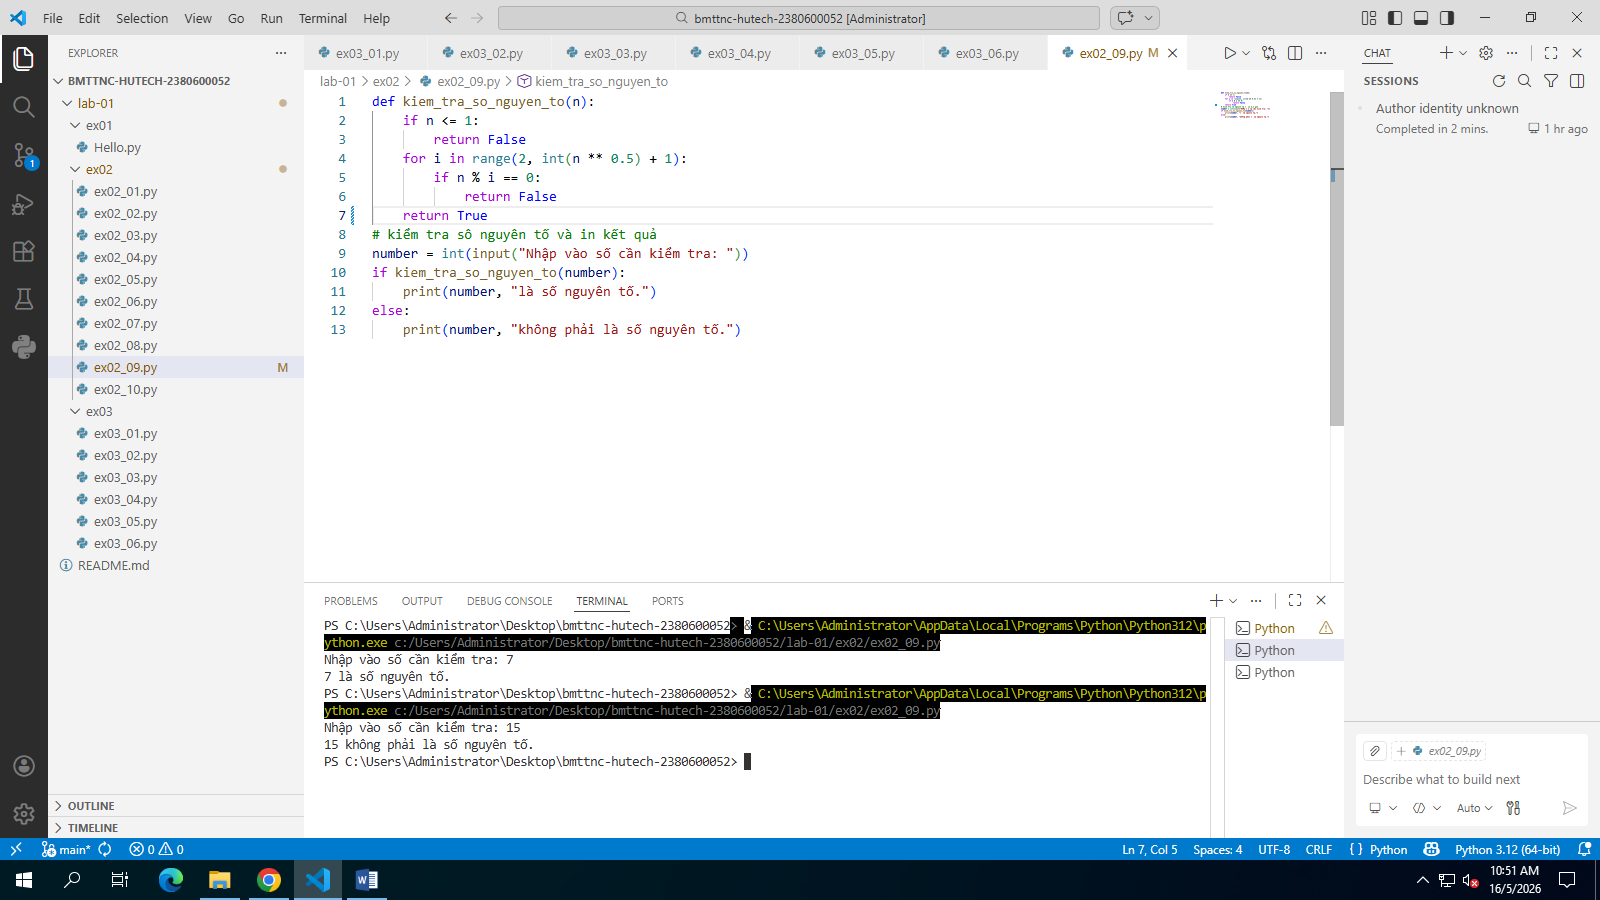 File Edit Selection View Go Run Terminal Help
bmttnc-hutech-2380600052 [Administrator]
EXPLORER
BMTTNC-HUTECH-2380600052
lab-01
ex01
Hello.py
ex02
ex02_01.py
ex02_02.py
ex02_03.py
ex02_04.py
ex02_05.py
ex02_06.py
ex02_07.py
ex02_08.py
ex02_09.py M
ex02_10.py
ex03
ex03_01.py
ex03_02.py
ex03_03.py
ex03_04.py
ex03_05.py
ex03_06.py
README.md
OUTLINE
TIMELINE
1
ex03_01.py ex03_02.py ex03_03.py ex03_04.py ex03_05.py ex03_06.py ex02_09.py M
lab-01 > ex02 > ex02_09.py > kiem_tra_so_nguyen_to
1 def kiem_tra_so_nguyen_to(n):
2 if n <= 1:
3 return False
4 for i in range(2, int(n ** 0.5) + 1):
5 if n % i == 0:
6 return False
7 return True
8 # kiểm tra sô nguyên tố và in kết quả
9 number = int(input("Nhập vào số cần kiểm tra: "))
10 if kiem_tra_so_nguyen_to(number):
11 print(number, "là số nguyên tố.")
12 else:
13 print(number, "không phải là số nguyên tố.")
PROBLEMS OUTPUT DEBUG CONSOLE TERMINAL PORTS
PS C:\Users\Administrator\Desktop\bmttnc-hutech-2380600052> & C:\Users\Administrator\AppData\Local\Programs\Python\Python312\p
ython.exe c:/Users/Administrator/Desktop/bmttnc-hutech-2380600052/lab-01/ex02/ex02_09.py
Nhập vào số cần kiểm tra: 7
7 là số nguyên tố.
PS C:\Users\Administrator\Desktop\bmttnc-hutech-2380600052> & C:\Users\Administrator\AppData\Local\Programs\Python\Python312\p
ython.exe c:/Users/Administrator/Desktop/bmttnc-hutech-2380600052/lab-01/ex02/ex02_09.py
Nhập vào số cần kiểm tra: 15
15 không phải là số nguyên tố.
PS C:\Users\Administrator\Desktop\bmttnc-hutech-2380600052>
Python
Python
Python
CHAT
SESSIONS
Author identity unknown
Completed in 2 mins. 1 hr ago
ex02_09.py
Describe what to build next
Auto
main* 0 0 Ln 7, Col 5 Spaces: 4 UTF-8 CRLF { } Python Python 3.12 (64-bit)
10:51 AM
16/5/2026